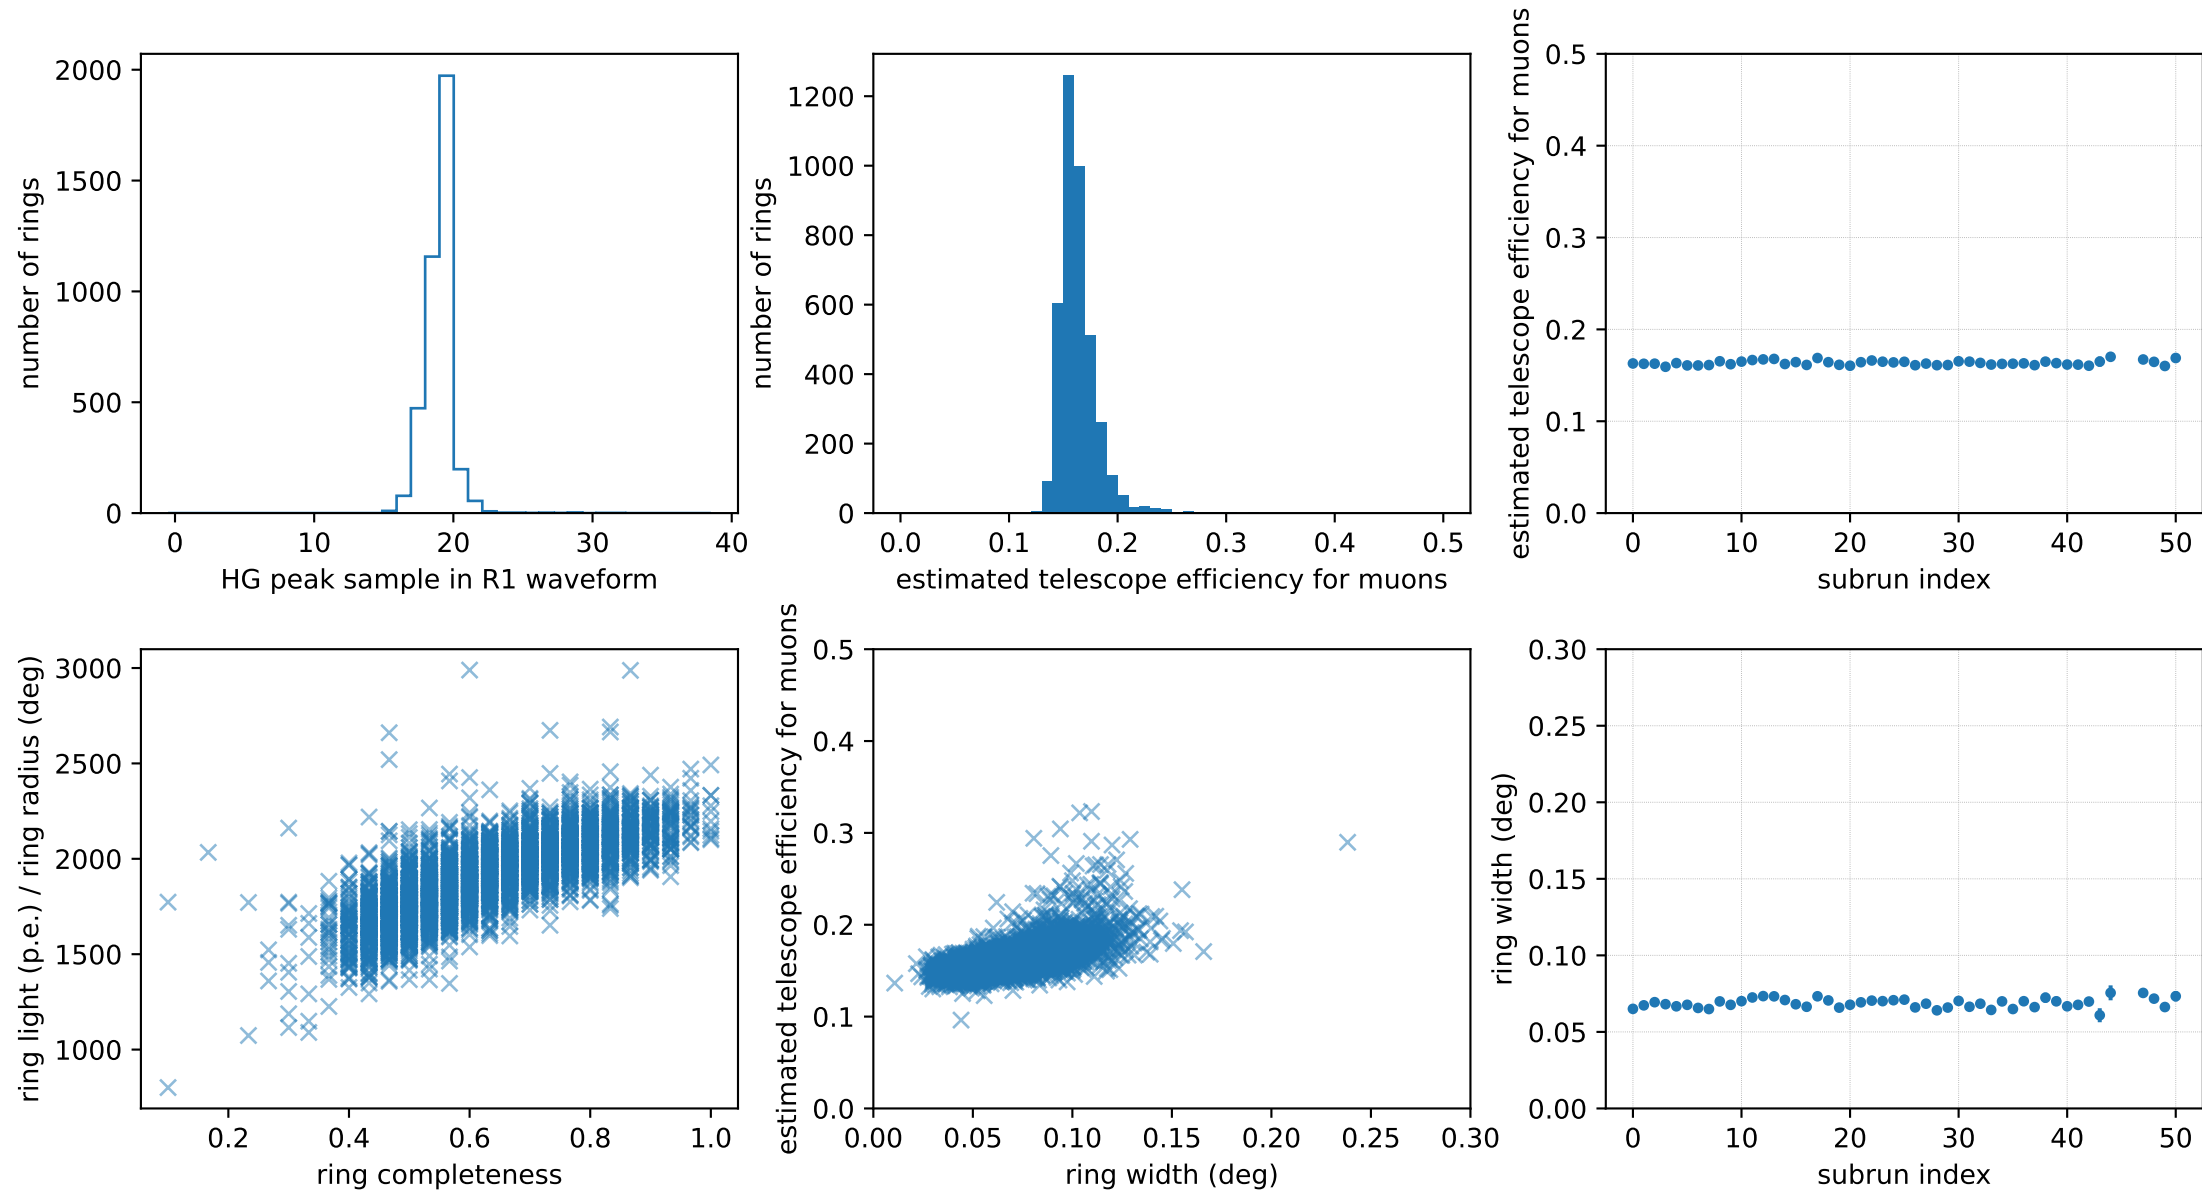 number of rings
2000
1500
1000
500
0
0 10 20 30 40
HG peak sample in R1 waveform
number of rings
1200
1000
800
600
400
200
0
0.0 0.1 0.2 0.3 0.4 0.5
estimated telescope efficiency for muons
estimated telescope efficiency for muons
0.5
0.4
0.3
0.2
0.1
0.0
0 10 20 30 40 50
subrun index
ring light (p.e.) / ring radius (deg)
3000
2500
2000
1500
1000
0.2 0.4 0.6 0.8 1.0
ring completeness
estimated telescope efficiency for muons
0.5
0.4
0.3
0.2
0.1
0.0
0.00 0.05 0.10 0.15 0.20 0.25 0.30
ring width (deg)
ring width (deg)
0.30
0.25
0.20
0.15
0.10
0.05
0.00
0 10 20 30 40 50
subrun index